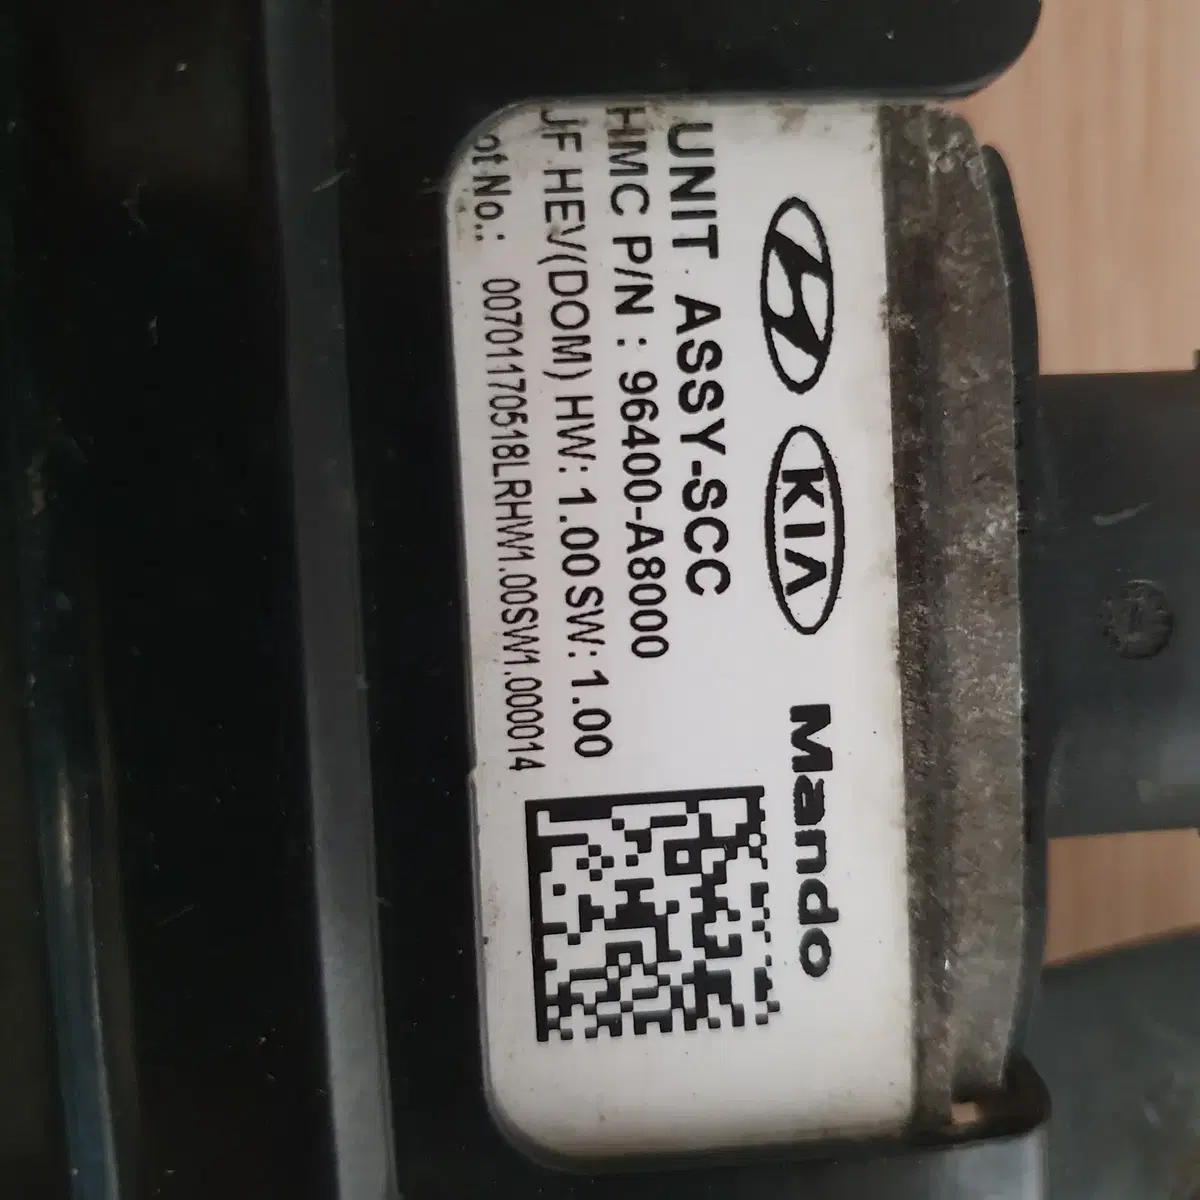 KIA Mando
UNIT ASSY-SCC
HMC P/N : 96400-A8000
JF HEV(DOM) HW: 1.00 SW: 1.00
ot No.: 00701170518LRHW1.00SW1.000014